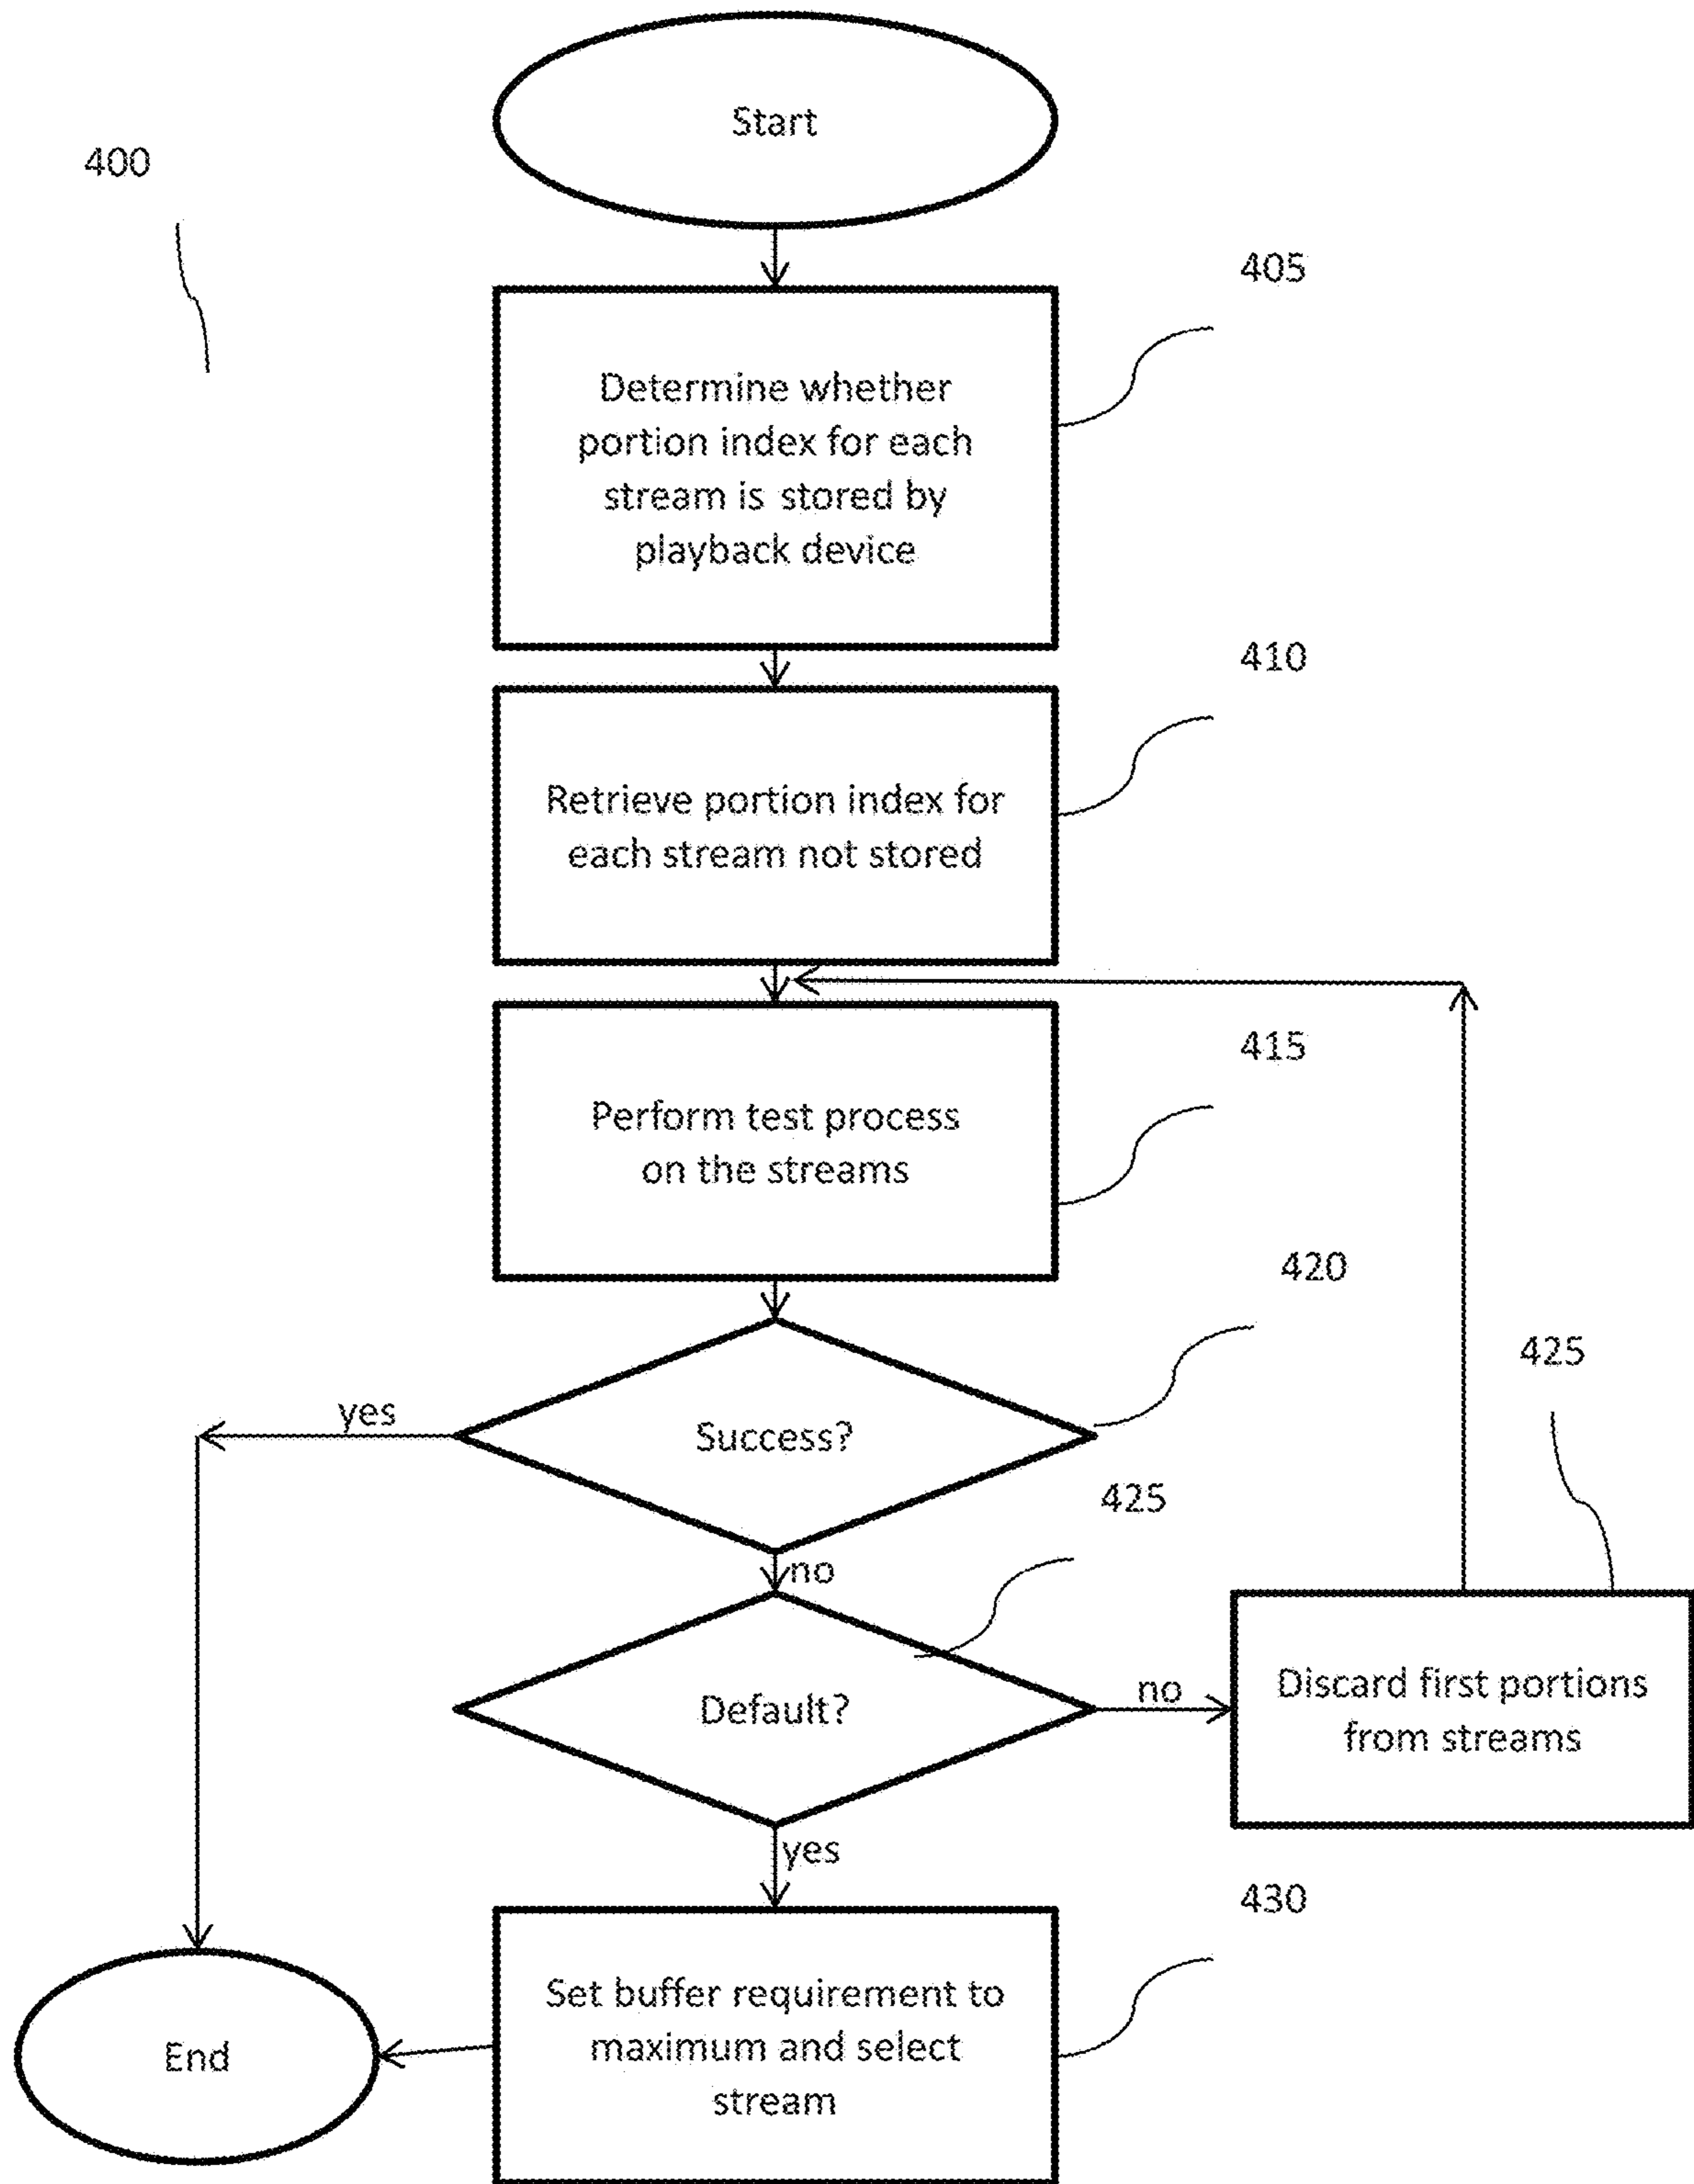 Start
400
405
Determine whether
portion index for each
stream is stored by
playback device
410
Retrieve portion index for
each stream not stored
415
Perform test process
on the streams
420
425
yes
Success?
425
no
Default?
no
Discard first portions
from streams
yes
430
Set buffer requirement to
maximum and select
stream
End